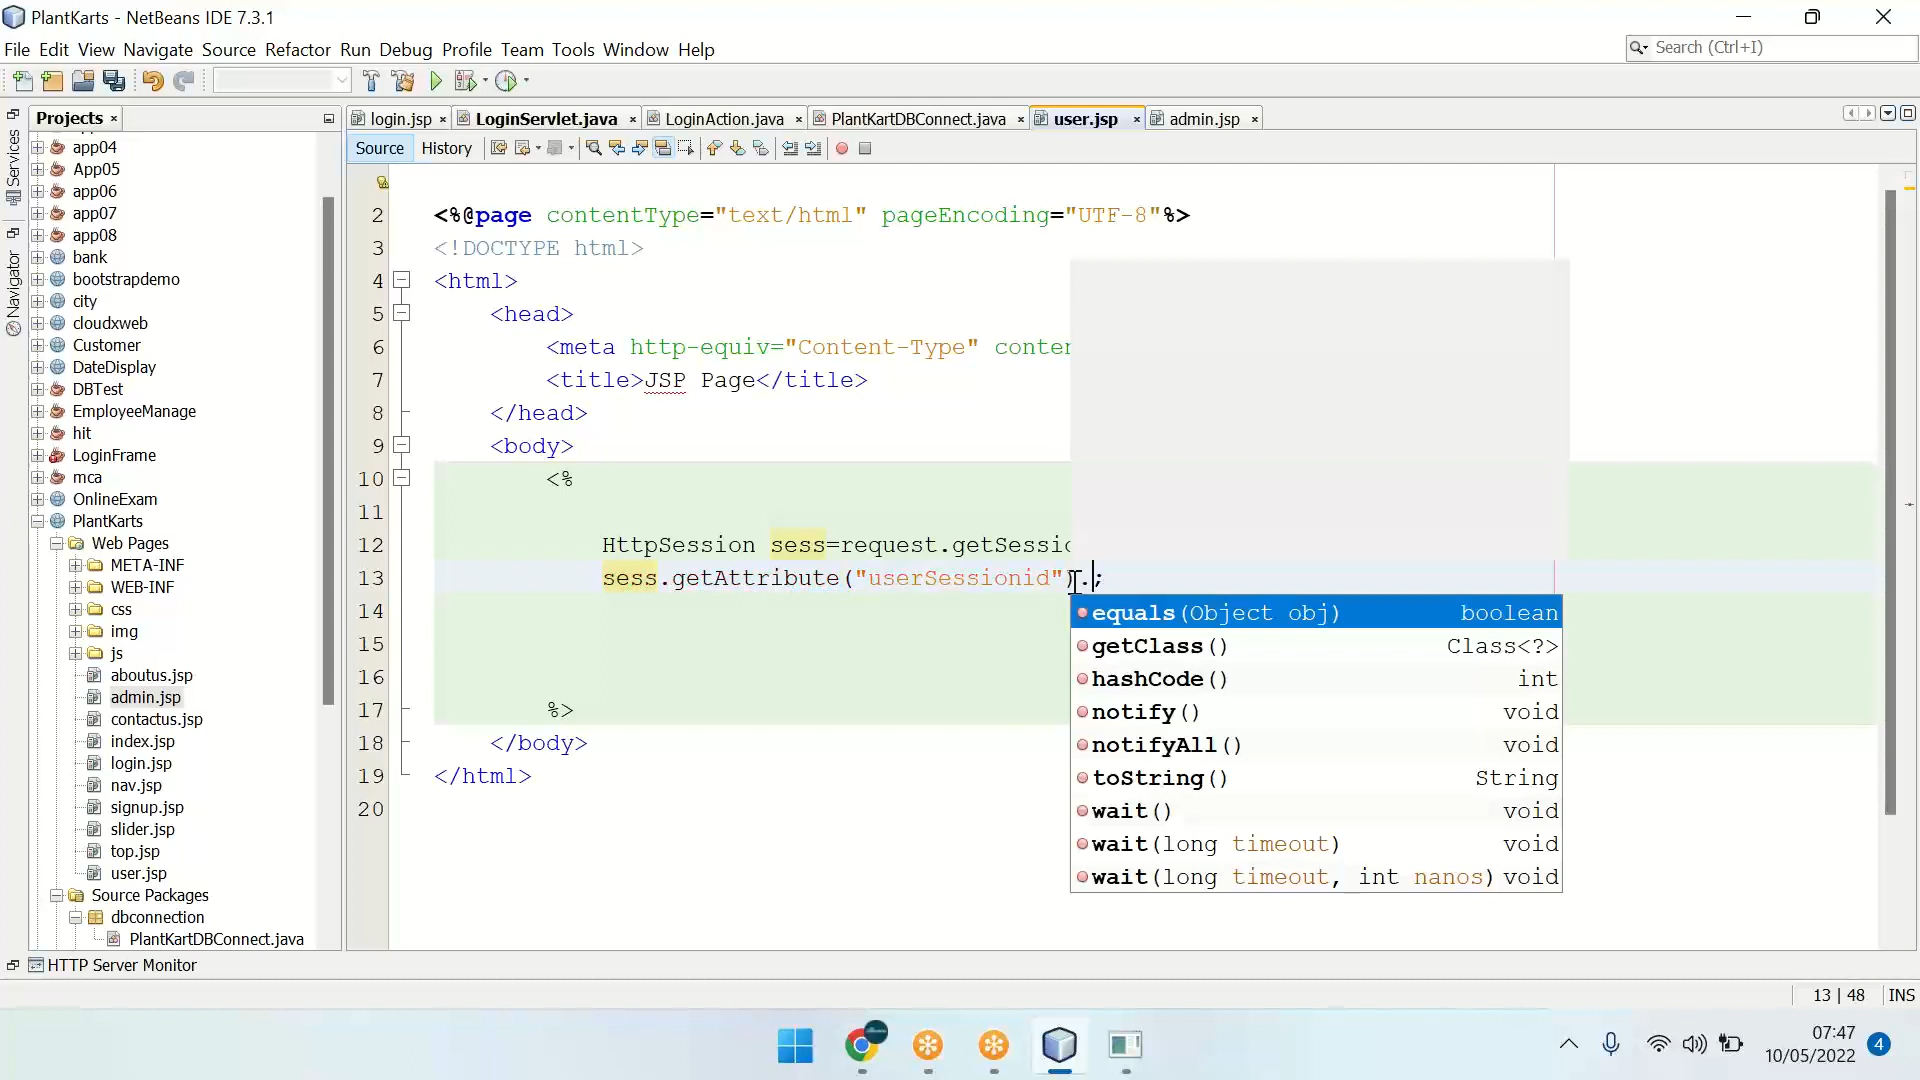 PlantKarts - NetBeans IDE 7.3.1
File Edit View Navigate Source Refactor Run Debug Profile Team Tools Window Help
Search (Ctrl+I)
Services
Navigator
Projects
login.jsp
LoginServlet.java
LoginAction.java
PlantKartDBConnect.java
user.jsp
admin.jsp
Source
History
app04
App05
app06
app07
app08
bank
bootstrapdemo
city
cloudxweb
Customer
DateDisplay
DBTest
EmployeeManage
hit
LoginFrame
mca
OnlineExam
PlantKarts
Web Pages
META-INF
WEB-INF
css
img
js
aboutus.jsp
admin.jsp
contactus.jsp
index.jsp
login.jsp
nav.jsp
signup.jsp
slider.jsp
top.jsp
user.jsp
Source Packages
dbconnection
PlantKartDBConnect.java
2 <%@page contentType="text/html" pageEncoding="UTF-8"%>
3 <!DOCTYPE html>
4 <html>
5 <head>
6 <meta http-equiv="Content-Type" conten
7 <title>JSP Page</title>
8 </head>
9 <body>
10 <%
11
12 HttpSession sess=request.getSessio
13 sess.getAttribute("userSessionid").;
14
15
16
17 %>
18 </body>
19 </html>
20
equals(Object obj) boolean
getClass() Class<?>
hashCode() int
notify() void
notifyAll() void
toString() String
wait() void
wait(long timeout) void
wait(long timeout, int nanos) void
HTTP Server Monitor
13 | 48 INS
07:47
10/05/2022
4